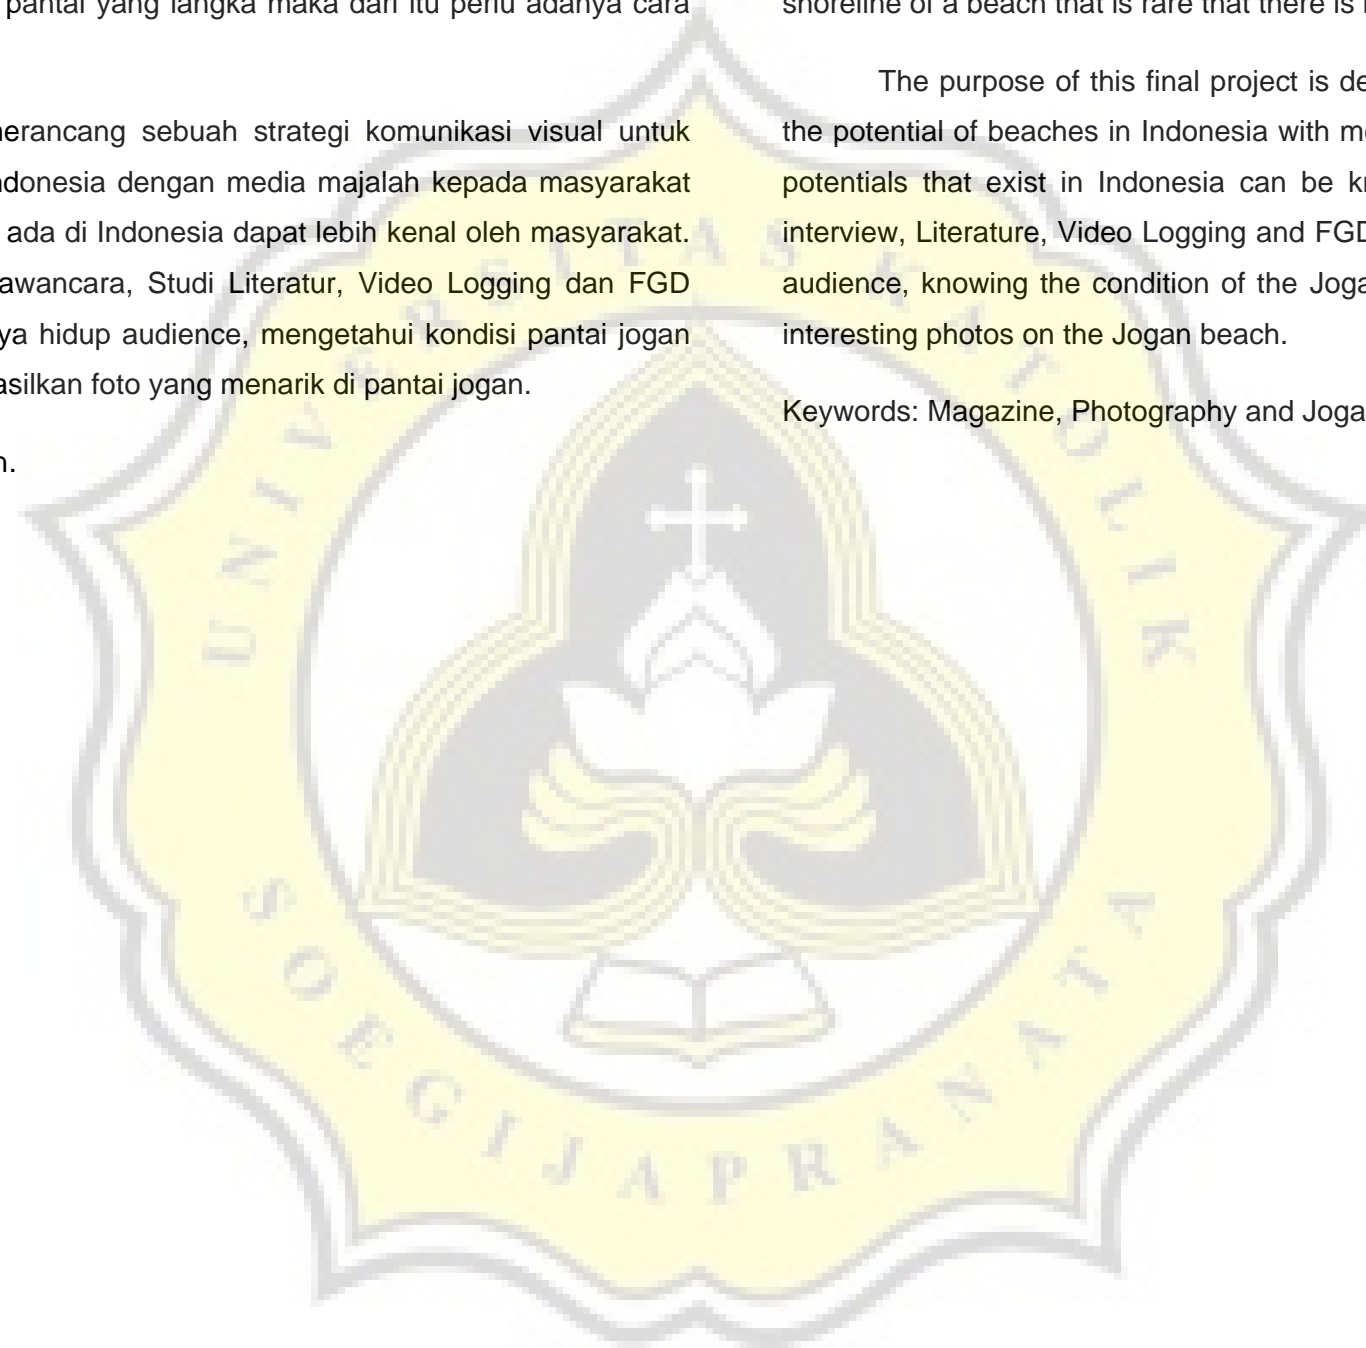 pantai yang langka maka dari itu perlu adanya cara
merancang sebuah strategi komunikasi visual untuk
ndonesia dengan media majalah kepada masyarakat
ada di Indonesia dapat lebih kenal oleh masyarakat.
awancara, Studi Literatur, Video Logging dan FGD
ya hidup audience, mengetahui kondisi pantai jogan
asilkan foto yang menarik di pantai jogan.
n.
shoreline of a beach that is rare that there is
The purpose of this final project is de
the potential of beaches in Indonesia with m
potentials that exist in Indonesia can be k
interview, Literature, Video Logging and FGD
audience, knowing the condition of the Joga
interesting photos on the Jogan beach.
Keywords: Magazine, Photography and Joga
UNIVERSITAS KATOLIK
SOEGIJAPRANATA